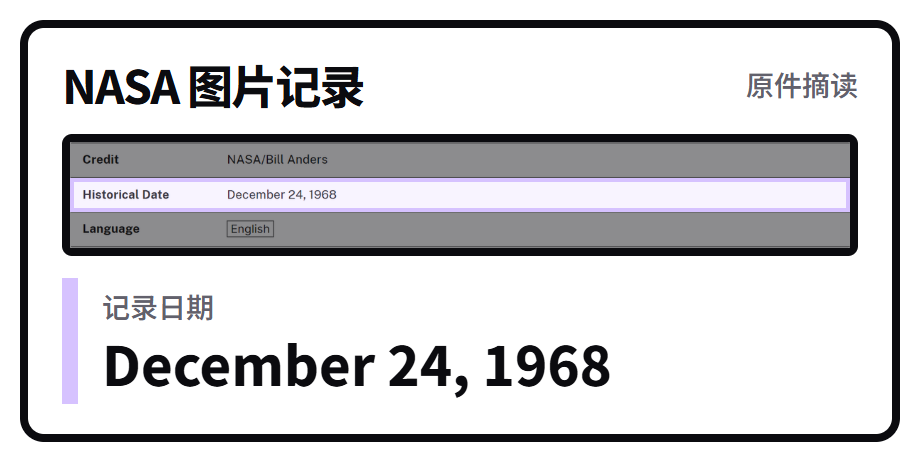 NASA 图片记录
原件摘读
Credit NASA/Bill Anders
Historical Date December 24, 1968
Language English
记录日期
December 24, 1968